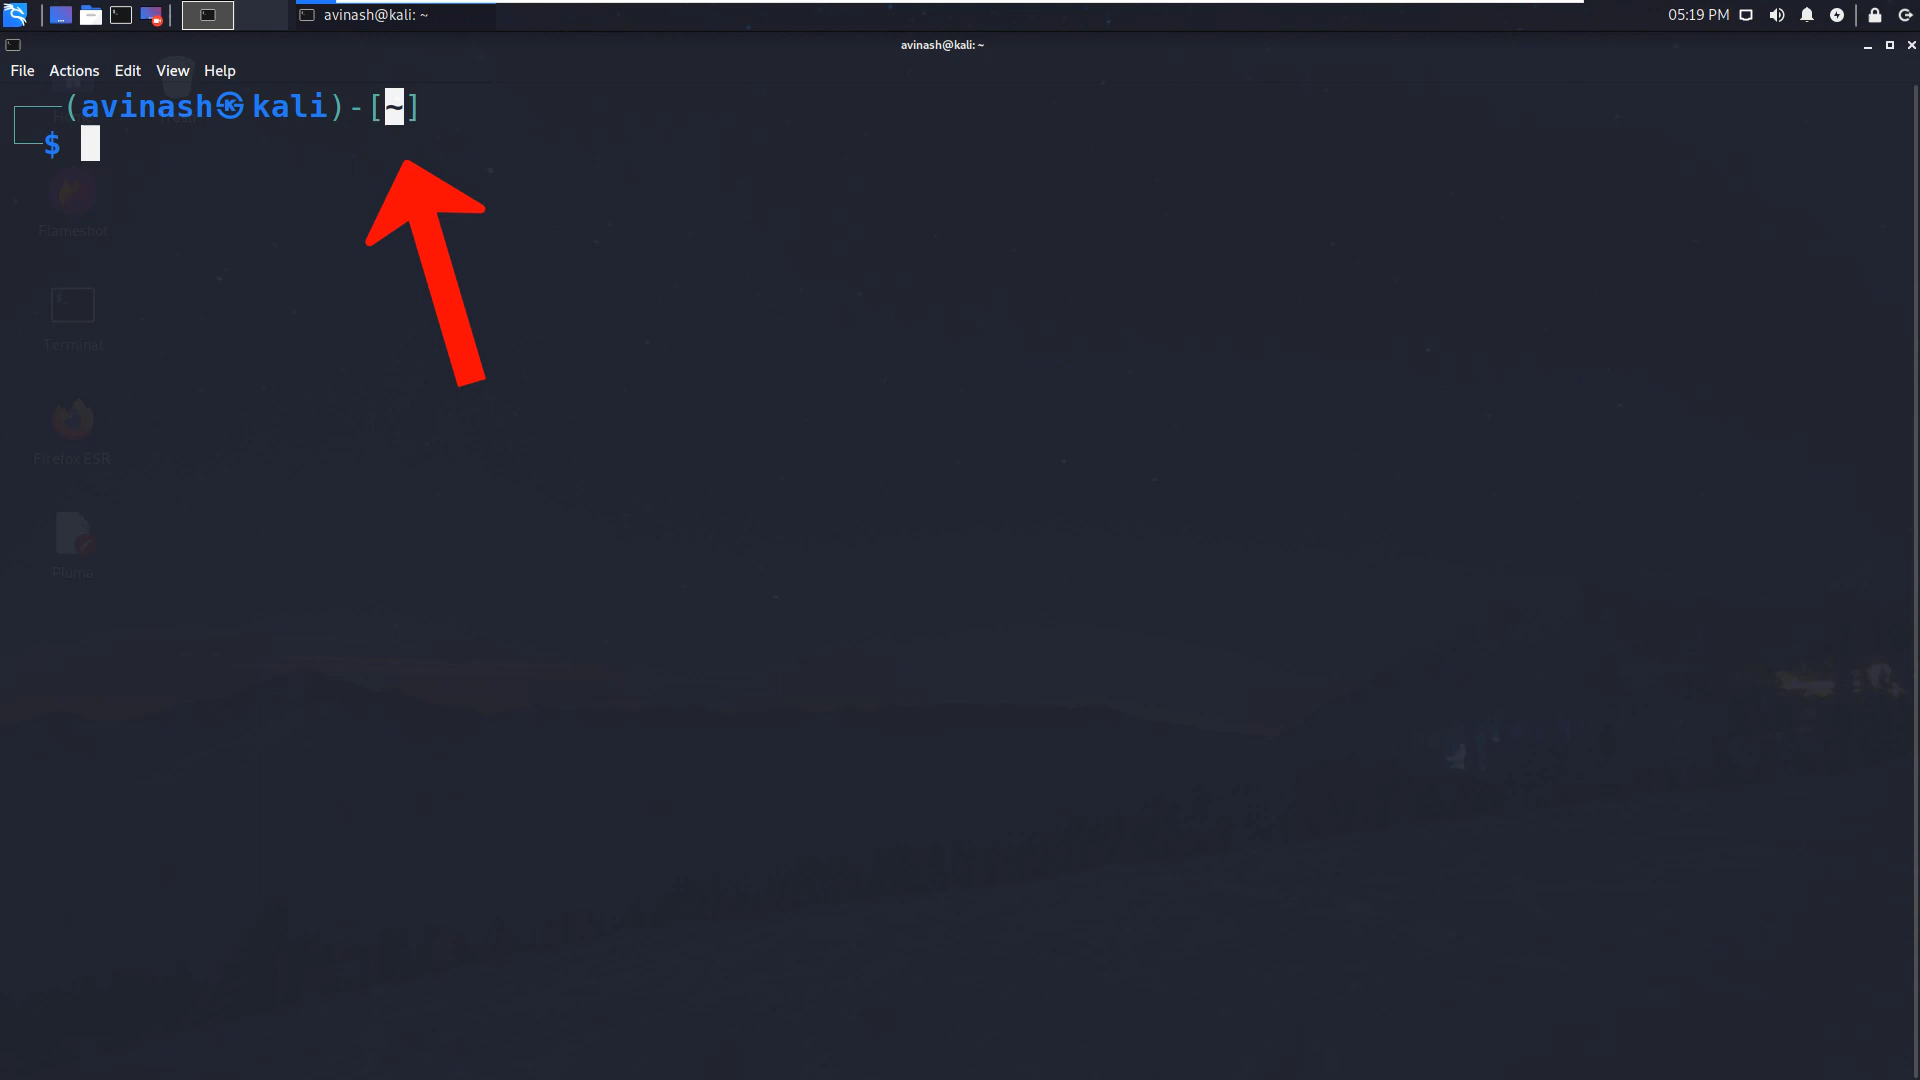 avinash@kali: ~
05:19 PM
avinash@kali: ~
File Actions Edit View Help
(avinash㉿kali)-[~]
$
Flameshot
Terminal
Firefox ESR
Pluma